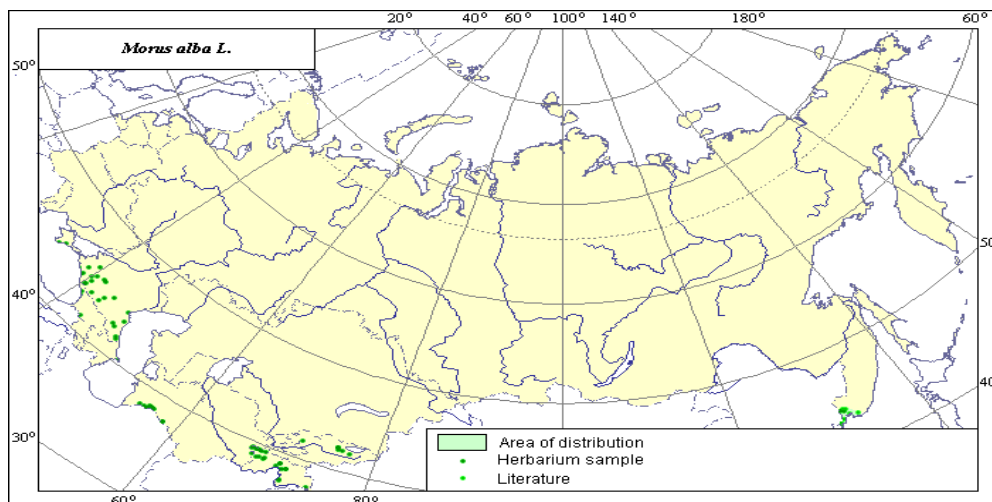 20° 40° 60° 100° 140° 180° 60°
Morus alba L.
50°
50
40°
40
30°
Area of distribution
Herbarium sample
Literature
60° 80°